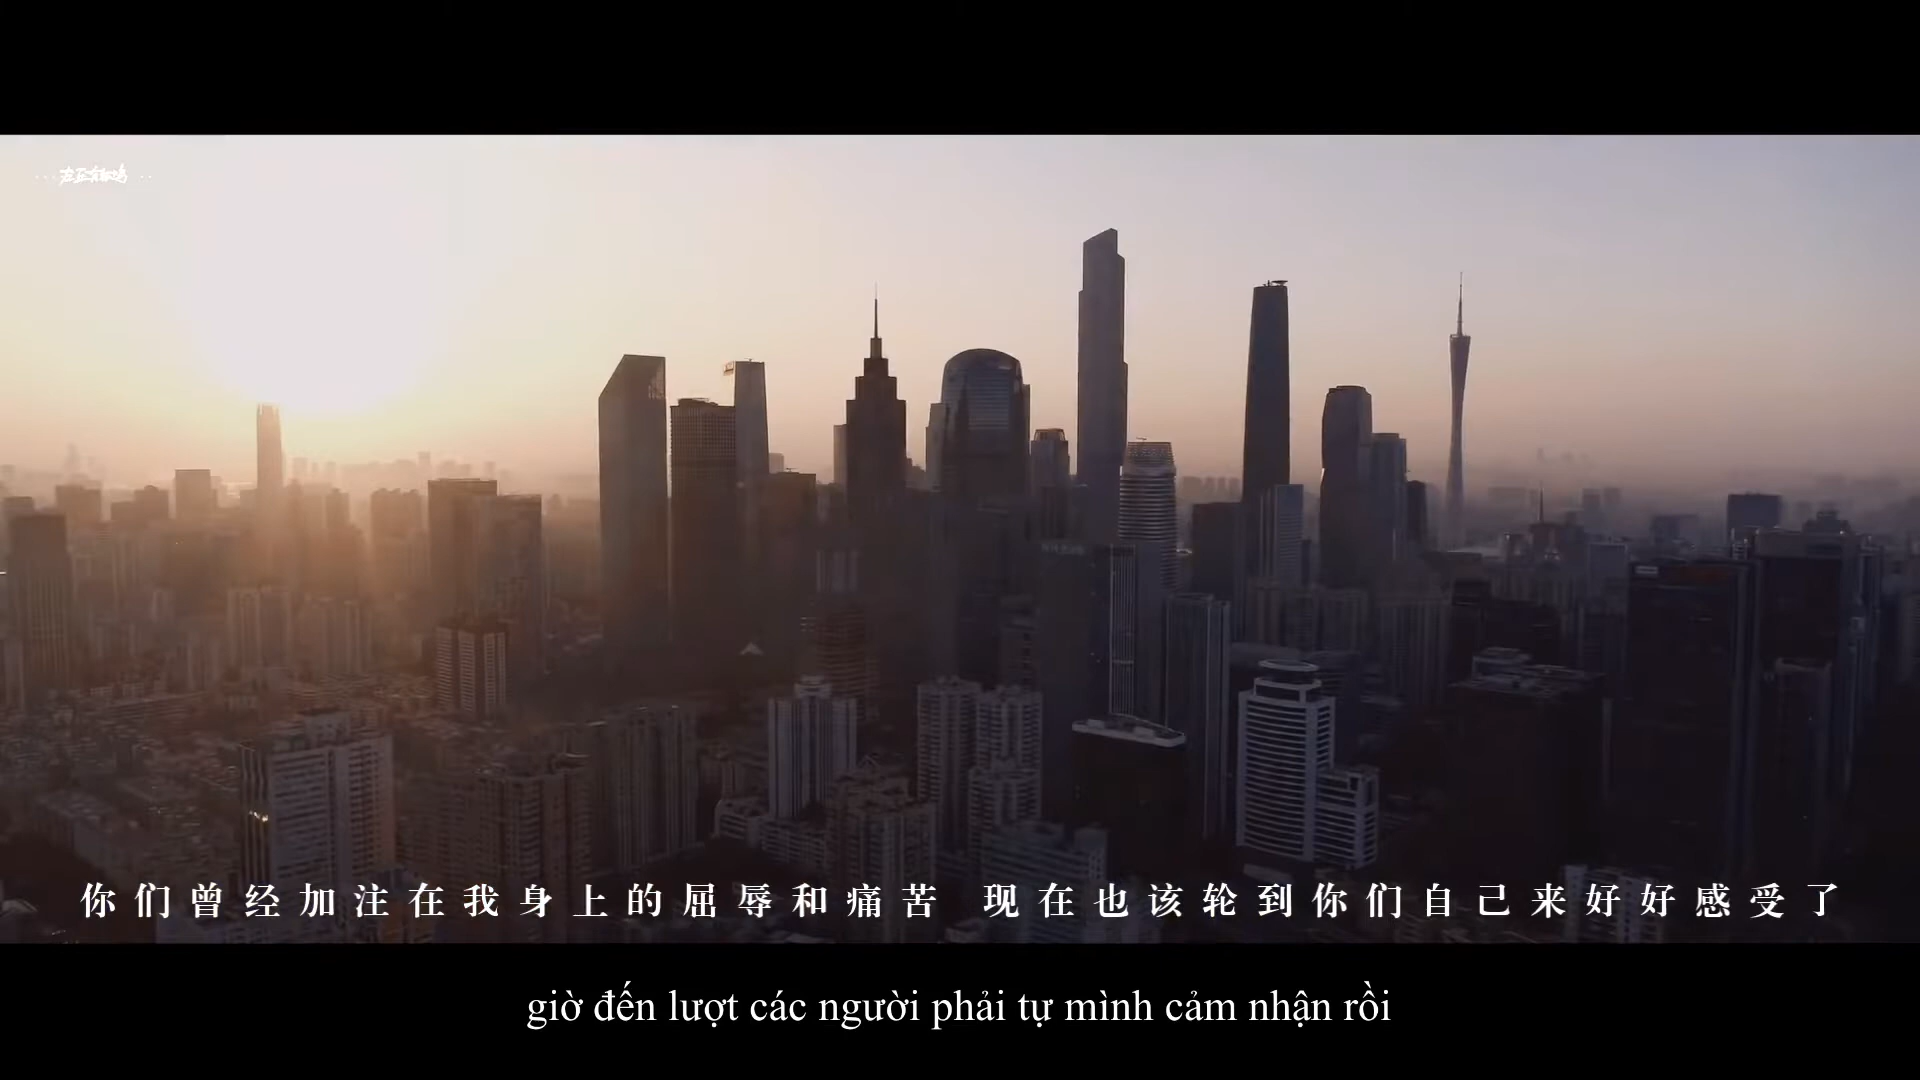 你们曾经加注在我身上的屈辱和痛苦 现在也该轮到你们自己来好好感受了
giờ đến lượt các người phải tự mình cảm nhận rồi